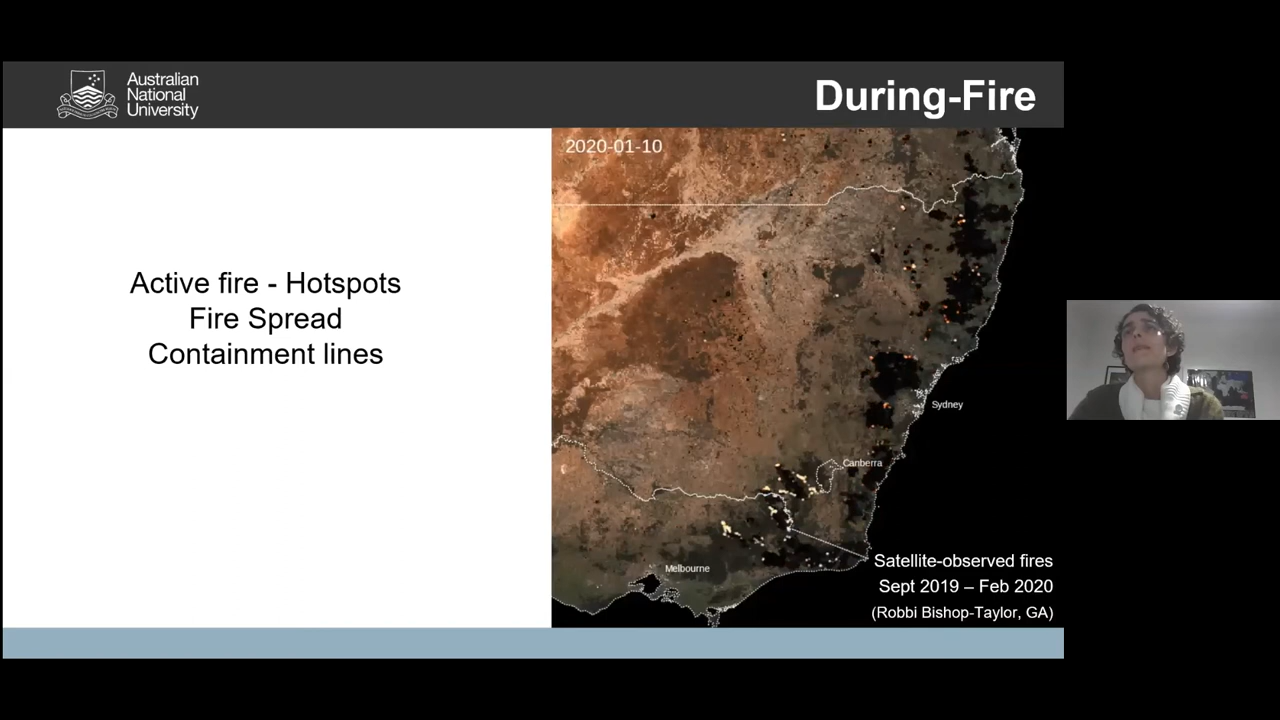 Australian
National
University
During-Fire
Active fire - Hotspots
Fire Spread
Containment lines
2020-01-10
Sydney
Canberra
Melbourne
Satellite-observed fires
Sept 2019 – Feb 2020
(Robbi Bishop-Taylor, GA)